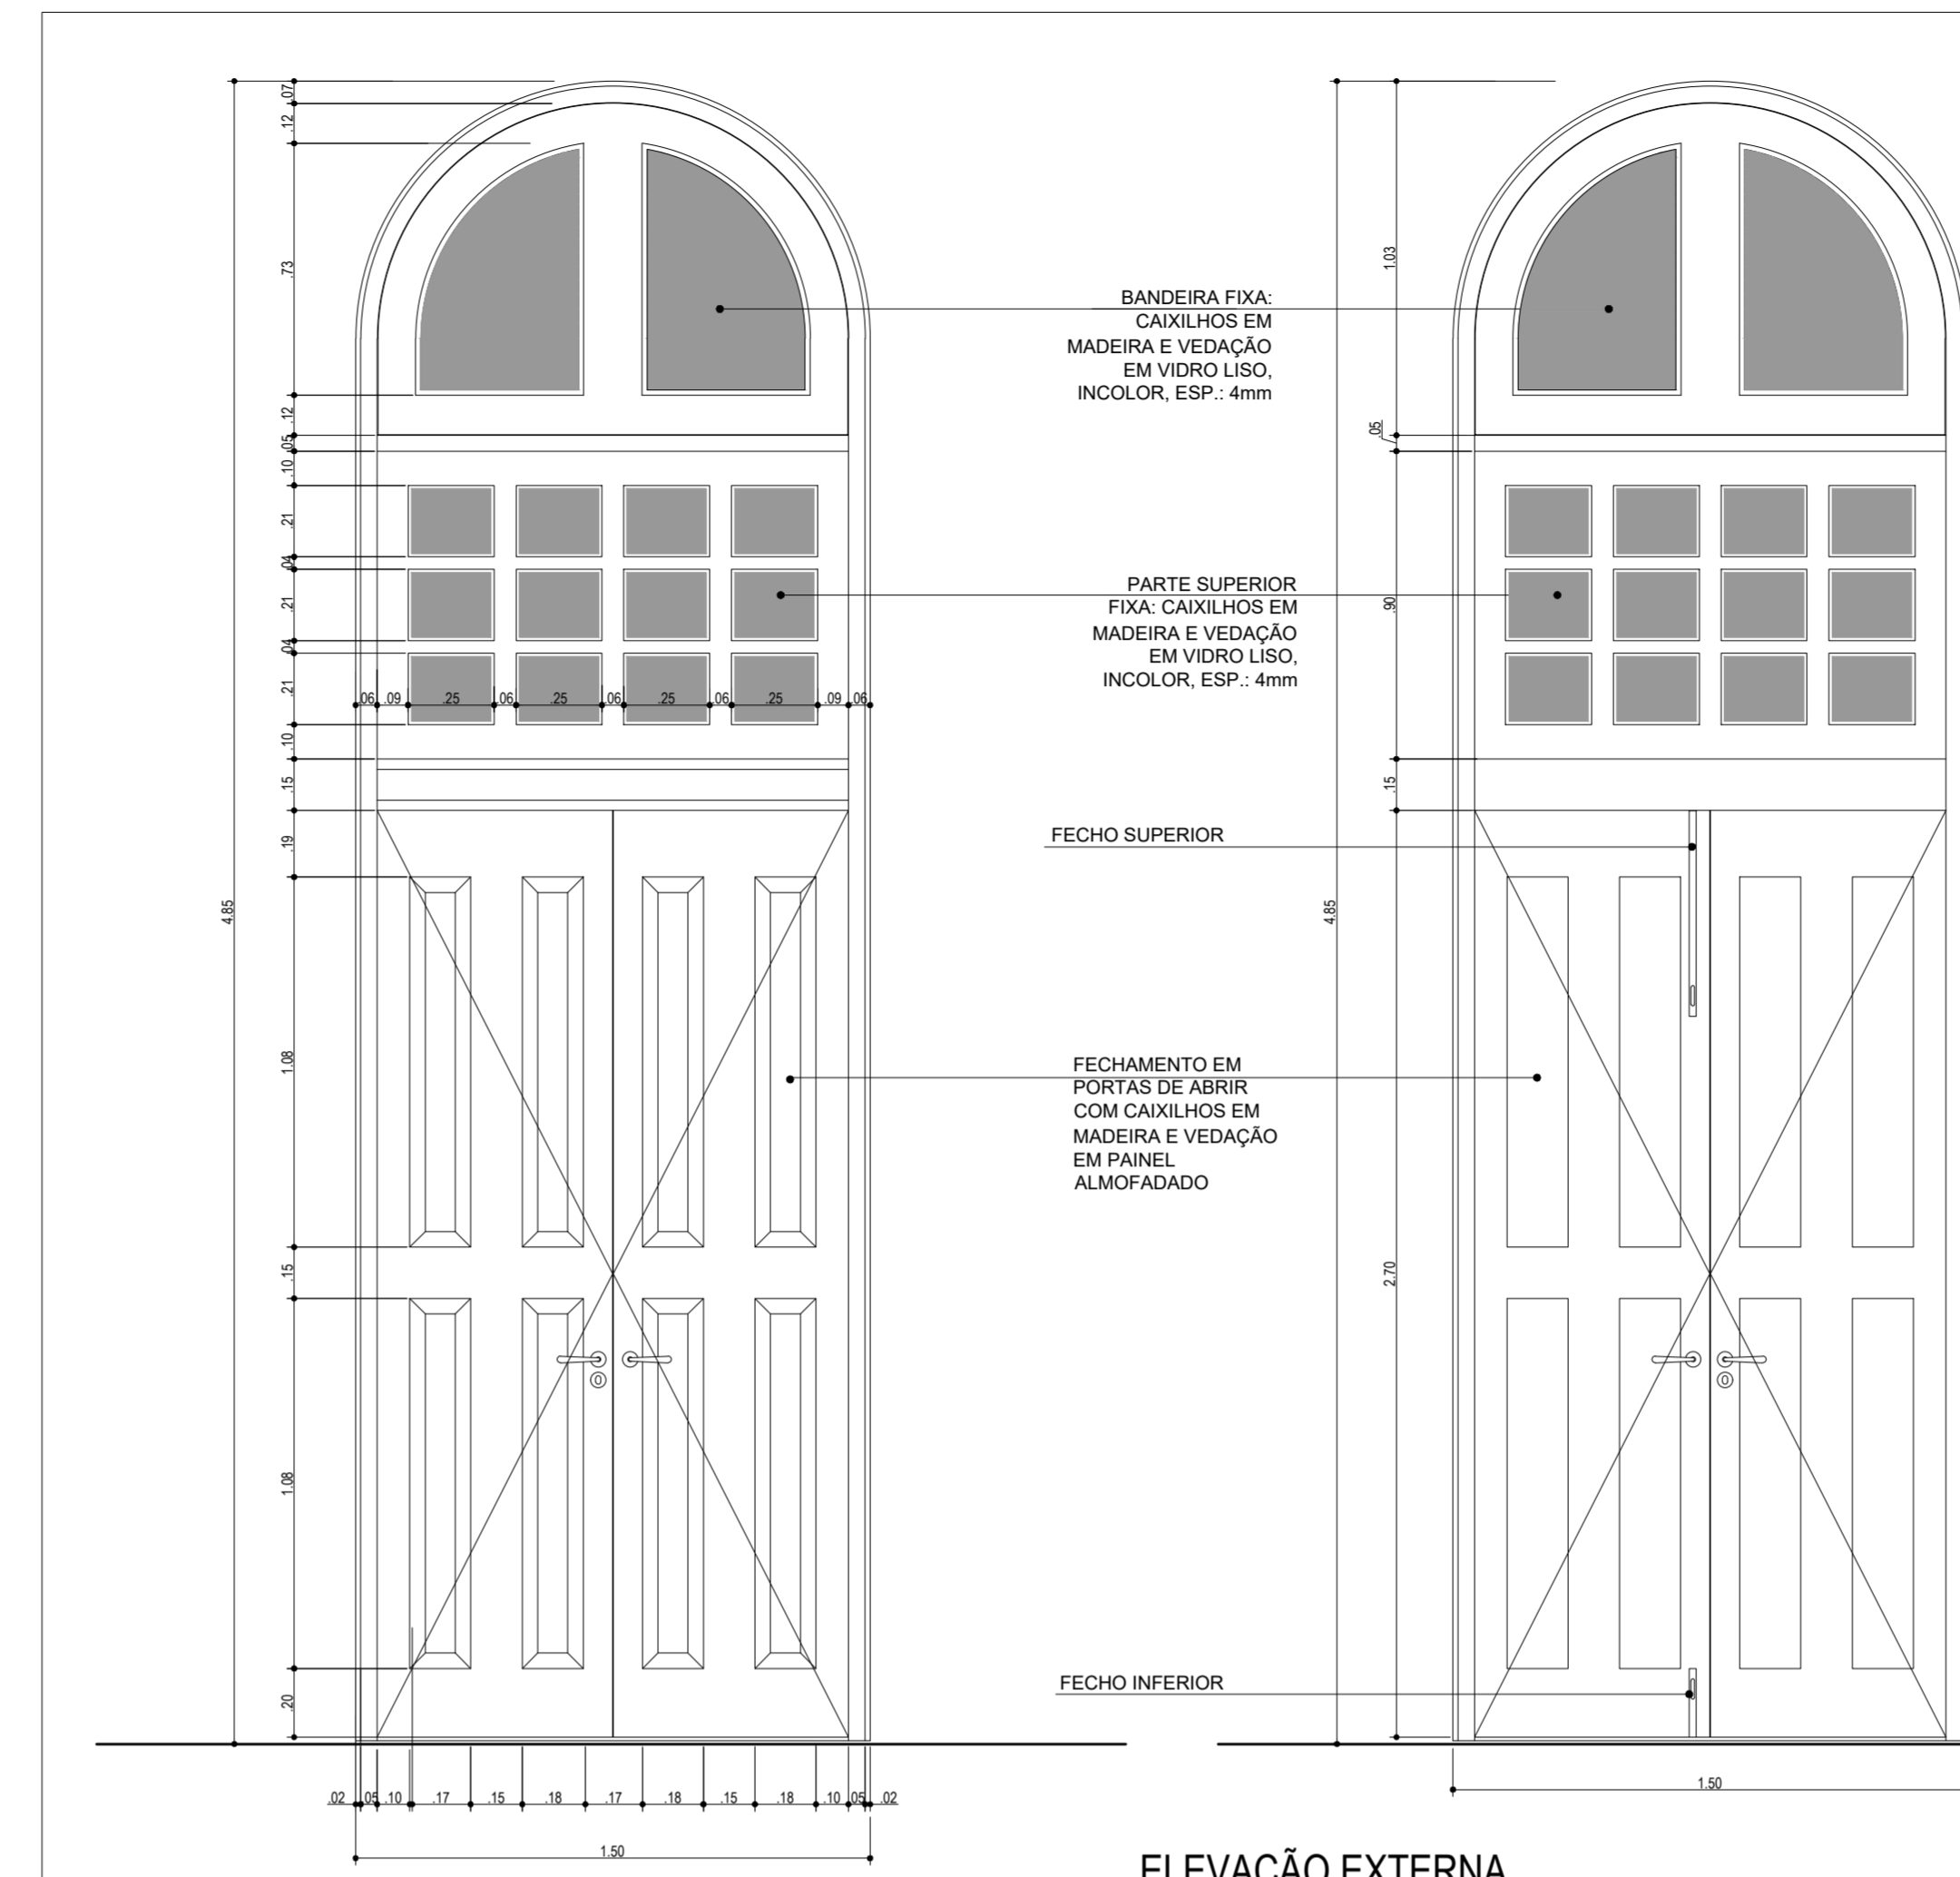 .07
.12
.73
.12
.05
.10
.21
.04
.21
.04
.21
.10
.15
.19
1.08
.15
1.08
.20
4.85
.06 .09 .25 .06 .25 .06 .25 .06 .25 .09 .06
.02 .05 .10 .17 .15 .18 .17 .18 .15 .18 .10 .05 .02
1.50
BANDEIRA FIXA:
CAIXILHOS EM
MADEIRA E VEDAÇÃO
EM VIDRO LISO,
INCOLOR, ESP.: 4mm
PARTE SUPERIOR
FIXA: CAIXILHOS EM
MADEIRA E VEDAÇÃO
EM VIDRO LISO,
INCOLOR, ESP.: 4mm
FECHO SUPERIOR
FECHAMENTO EM
PORTAS DE ABRIR
COM CAIXILHOS EM
MADEIRA E VEDAÇÃO
EM PAINEL
ALMOFADADO
FECHO INFERIOR
4.85
1.03
.05
.90
.15
2.70
1.50
ELEVAÇÃO EXTERNA